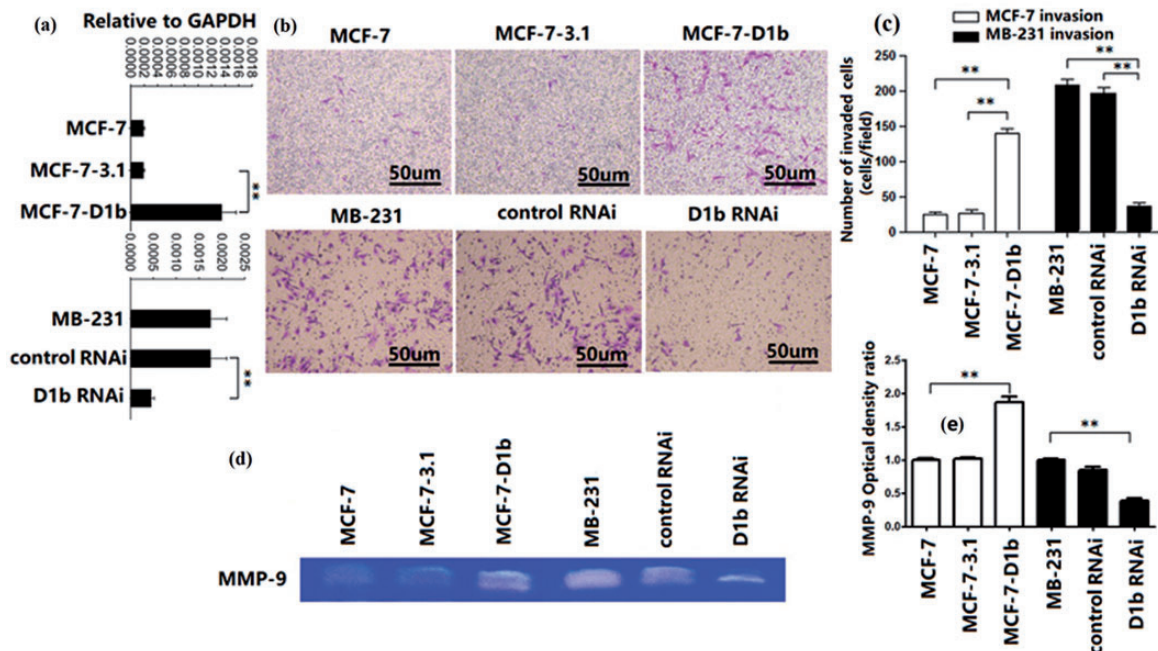 (a)
Relative to GAPDH
0.0000
0.0002
0.0004
0.0006
0.0008
0.0010
0.0012
0.0014
0.0016
0.0018
MCF-7
MCF-7-3.1
MCF-7-D1b
**
0.0000
0.0005
0.0010
0.0015
0.0020
0.0025
MB-231
control RNAi
D1b RNAi
**
(b)
MCF-7
MCF-7-3.1
MCF-7-D1b
50um
50um
50um
MB-231
control RNAi
D1b RNAi
50um
50um
50um
(c)
MCF-7 invasion
MB-231 invasion
Number of invaded cells
(cells/field)
250
200
150
100
50
0
**
**
**
**
MCF-7
MCF-7-3.1
MCF-7-D1b
MB-231
control RNAi
D1b RNAi
(d)
MCF-7
MCF-7-3.1
MCF-7-D1b
MB-231
control RNAi
D1b RNAi
MMP-9
(e)
MMP-9 Optical density ratio
2.0
1.5
1.0
0.5
0.0
**
**
MCF-7
MCF-7-3.1
MCF-7-D1b
MB-231
control RNAi
D1b RNAi